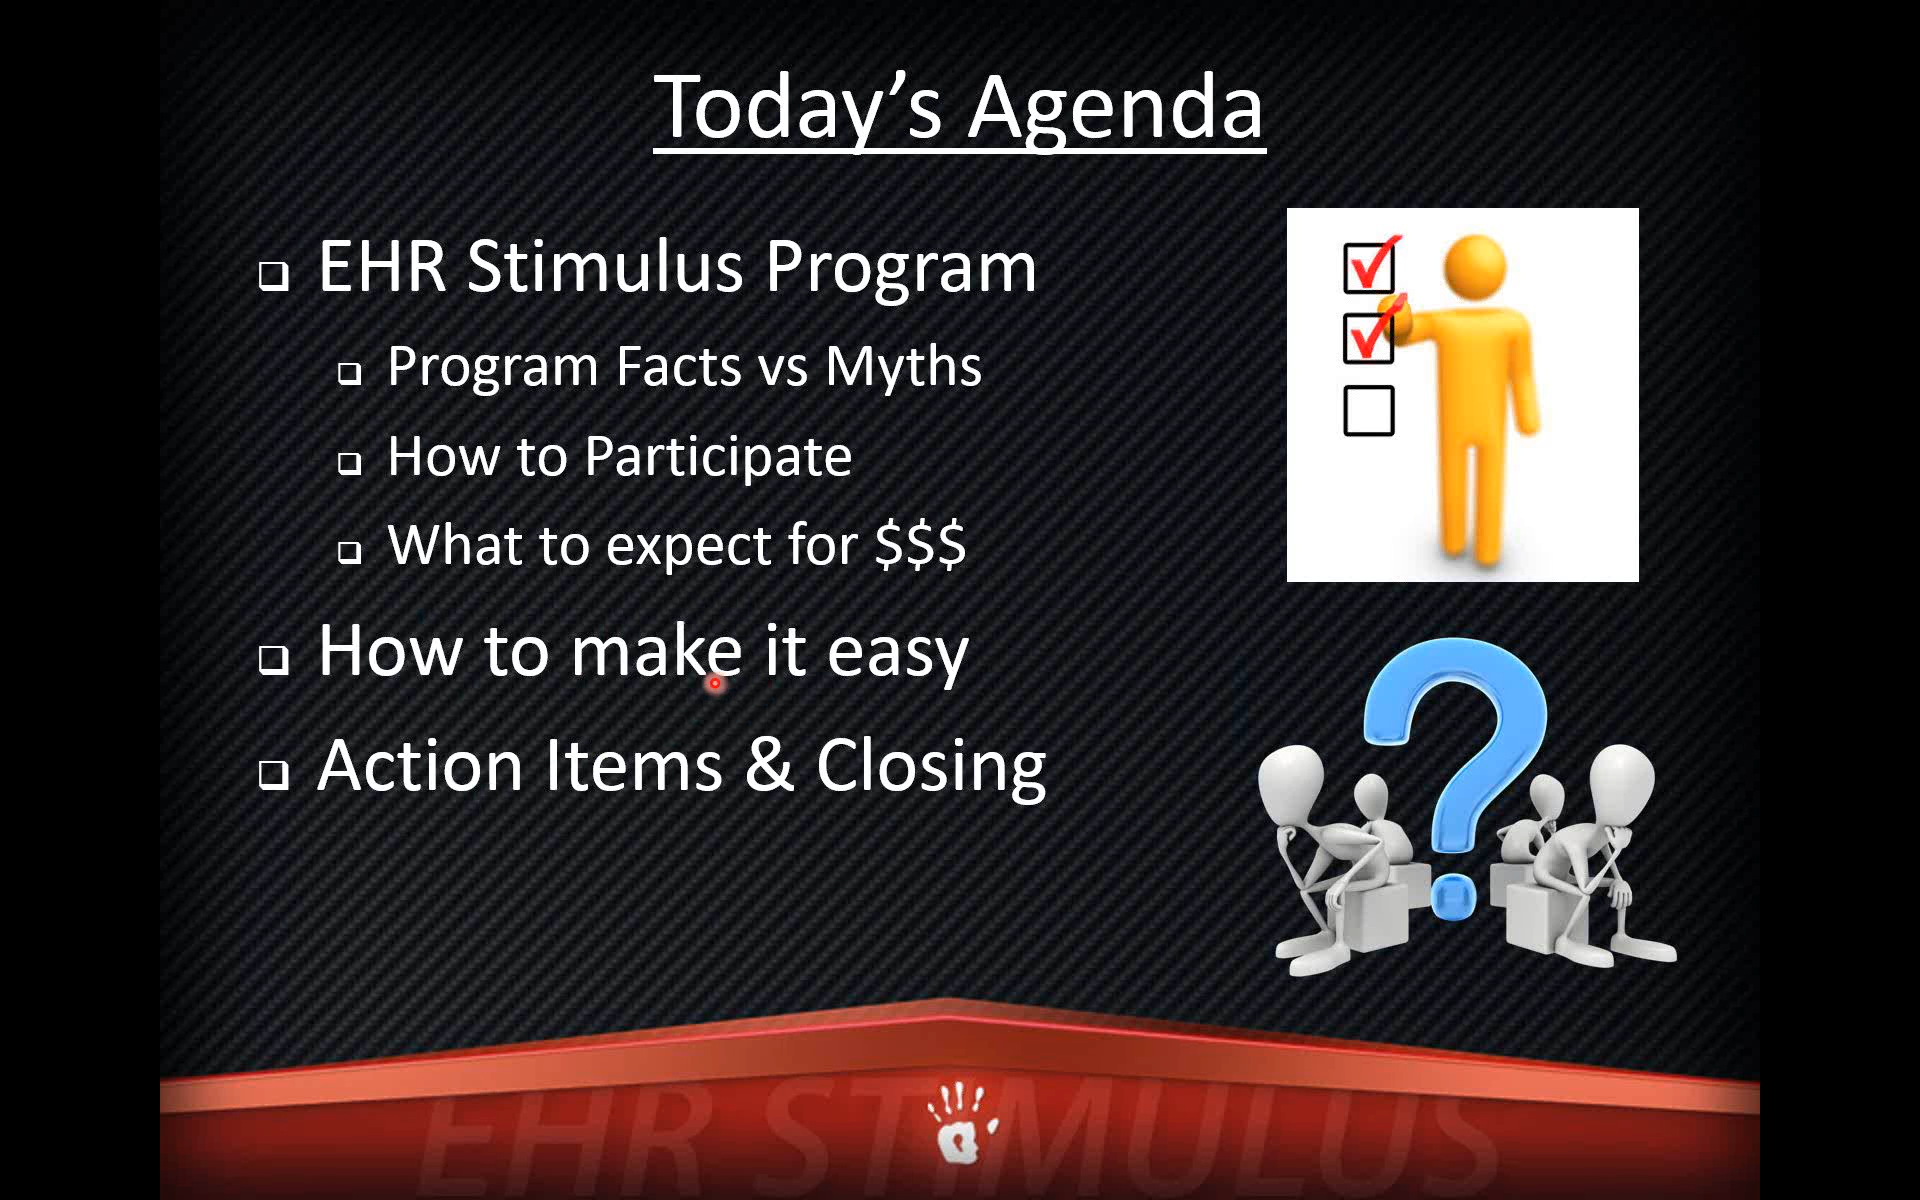 Today’s Agenda
EHR Stimulus Program
Program Facts vs Myths
How to Participate
What to expect for $$$
How to make it easy
Action Items & Closing
EHR STIMULUS